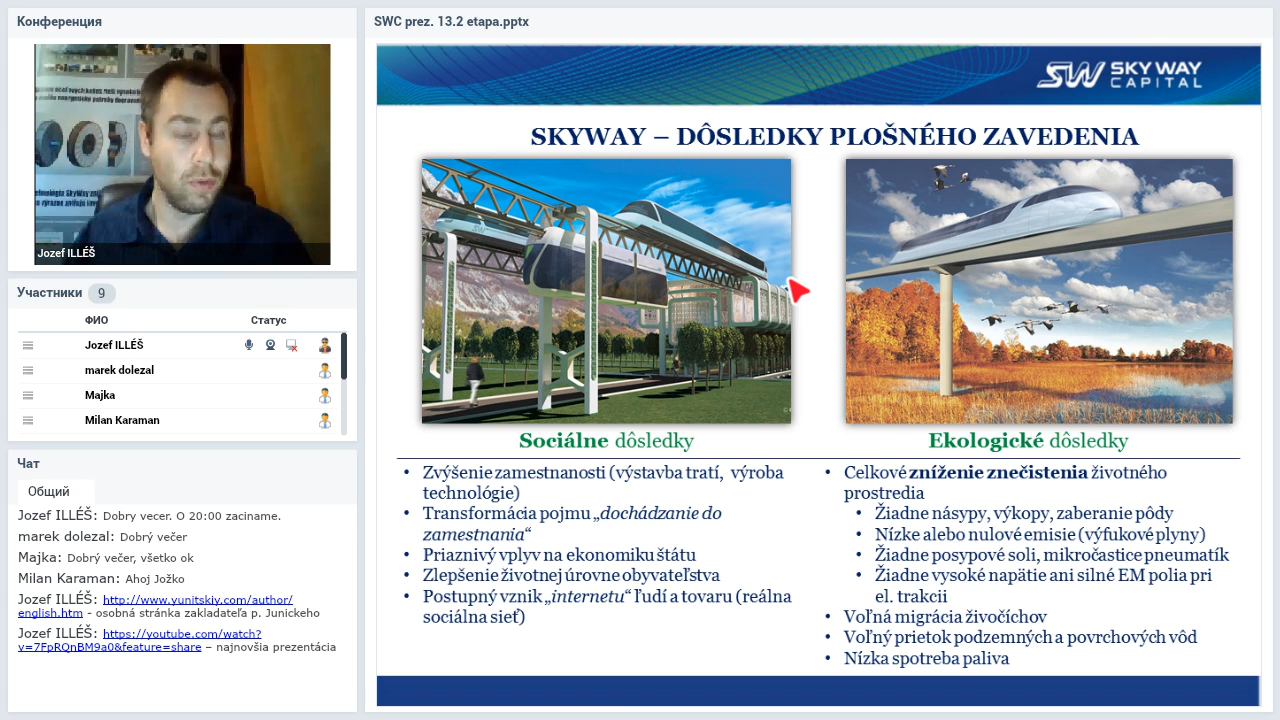 Конференция
Jozef ILLÉŠ
Участники 9
ФИО Статус
Jozef ILLÉŠ
marek dolezal
Majka
Milan Karaman
Чат
Общий
Jozef ILLÉŠ: Dobry vecer. O 20:00 zaciname.
marek dolezal: Dobrý večer
Majka: Dobrý večer, všetko ok
Milan Karaman: Ahoj Jožko
Jozef ILLÉŠ: http://www.yunitskiy.com/author/
english.htm - osobná stránka zakladateľa p. Junickeho
Jozef ILLÉŠ: https://youtube.com/watch?
v=7FpRQnBM9a0&feature=share – najnovšia prezentácia
SWC prez. 13.2 etapa.pptx
SW SKY WAY
CAPITAL
SKYWAY – DÔSLEDKY PLOŠNÉHO ZAVEDENIA
Sociálne dôsledky
• Zvýšenie zamestnanosti (výstavba tratí, výroba
technológie)
• Transformácia pojmu „dochádzanie do
zamestnania“
• Priaznivý vplyv na ekonomiku štátu
• Zlepšenie životnej úrovne obyvateľstva
• Postupný vznik „internetu“ ľudí a tovaru (reálna
sociálna sieť)
Ekologické dôsledky
• Celkové zníženie znečistenia životného
prostredia
• Žiadne násypy, výkopy, zaberanie pôdy
• Nízke alebo nulové emisie (výfukové plyny)
• Žiadne posypové soli, mikročastice pneumatík
• Žiadne vysoké napätie ani silné EM polia pri
el. trakcii
• Voľná migrácia živočíchov
• Voľný prietok podzemných a povrchových vôd
• Nízka spotreba paliva